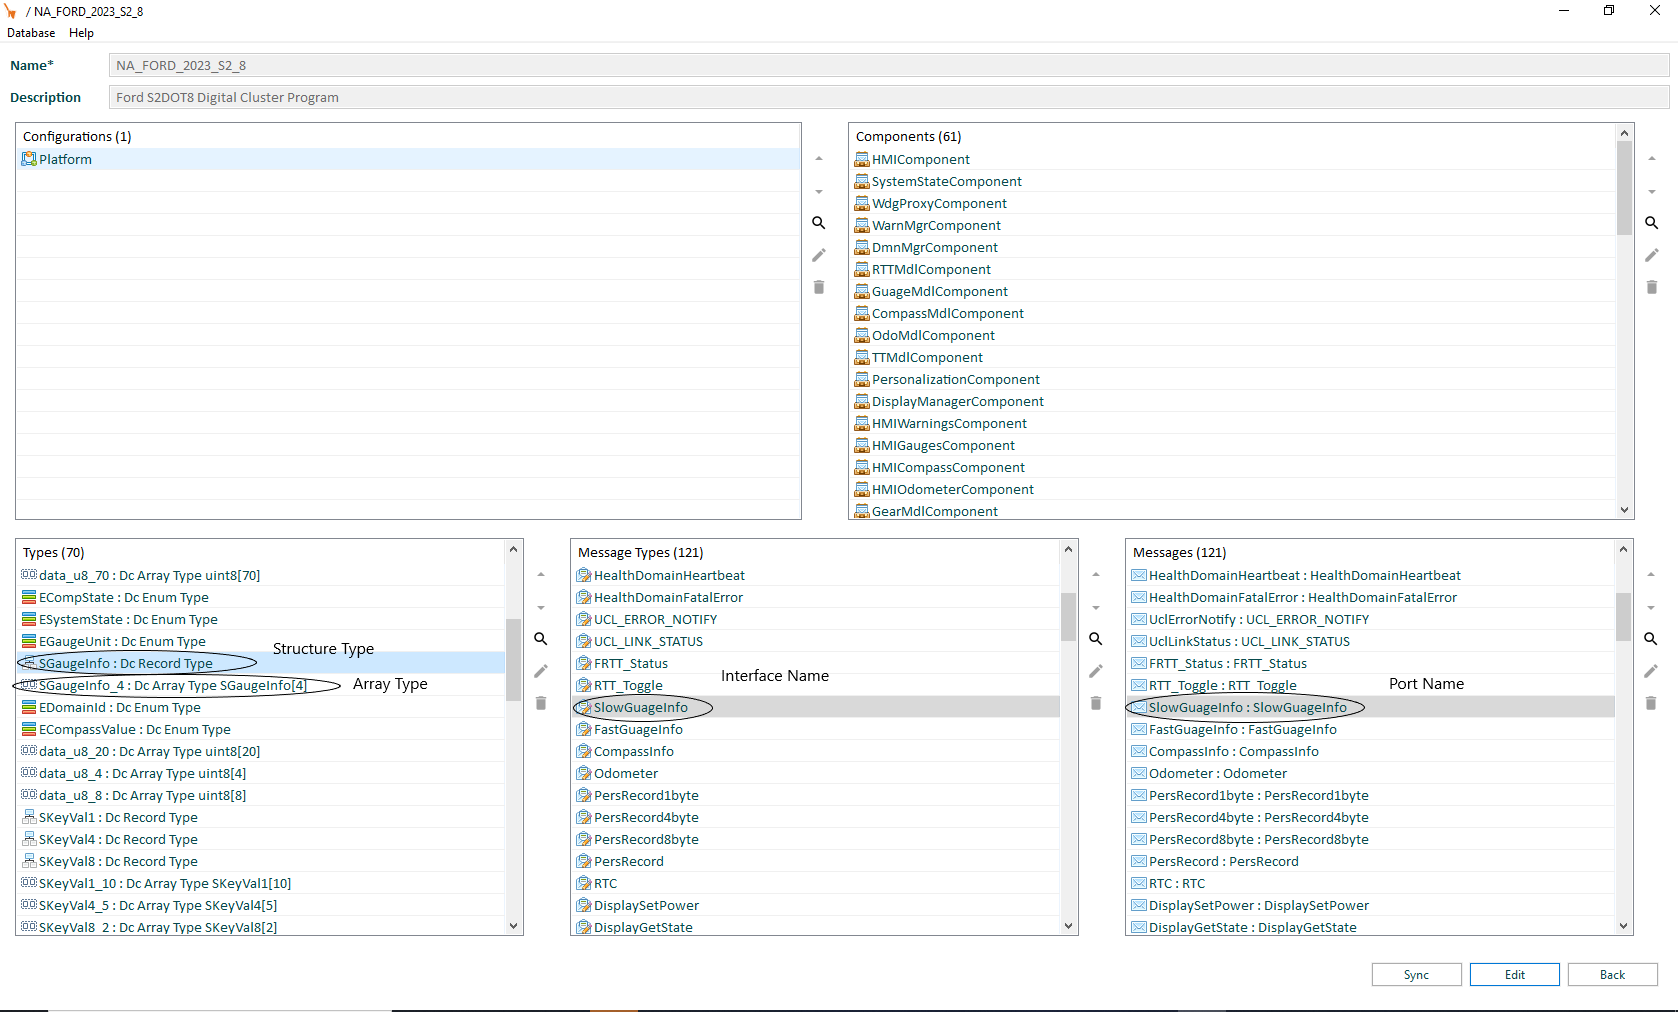 / NA_FORD_2023_S2_8
Database Help
Name* NA_FORD_2023_S2_8
Description Ford S2DOT8 Digital Cluster Program
Configurations (1)
Platform
Components (61)
HMIComponent
SystemStateComponent
WdgProxyComponent
WarnMgrComponent
DmnMgrComponent
RTTMdlComponent
GuageMdlComponent
CompassMdlComponent
OdoMdlComponent
TTMdlComponent
PersonalizationComponent
DisplayManagerComponent
HMIWarningsComponent
HMIGaugesComponent
HMICompassComponent
HMIOdometerComponent
GearMdlComponent
Types (70)
data_u8_70 : Dc Array Type uint8[70]
ECompState : Dc Enum Type
ESystemState : Dc Enum Type
EGaugeUnit : Dc Enum Type
Structure Type
SGaugeInfo : Dc Record Type
SGaugeInfo_4 : Dc Array Type SGaugeInfo[4]
Array Type
EDomainId : Dc Enum Type
ECompassValue : Dc Enum Type
data_u8_20 : Dc Array Type uint8[20]
data_u8_4 : Dc Array Type uint8[4]
data_u8_8 : Dc Array Type uint8[8]
SKeyVal1 : Dc Record Type
SKeyVal4 : Dc Record Type
SKeyVal8 : Dc Record Type
SKeyVal1_10 : Dc Array Type SKeyVal1[10]
SKeyVal4_5 : Dc Array Type SKeyVal4[5]
SKeyVal8_2 : Dc Array Type SKeyVal8[2]
Message Types (121)
HealthDomainHeartbeat
HealthDomainFatalError
UCL_ERROR_NOTIFY
UCL_LINK_STATUS
FRTT_Status
Interface Name
RTT_Toggle
SlowGuageInfo
FastGuageInfo
CompassInfo
Odometer
PersRecord1byte
PersRecord4byte
PersRecord8byte
PersRecord
RTC
DisplaySetPower
DisplayGetState
Messages (121)
HealthDomainHeartbeat : HealthDomainHeartbeat
HealthDomainFatalError : HealthDomainFatalError
UclErrorNotify : UCL_ERROR_NOTIFY
UclLinkStatus : UCL_LINK_STATUS
FRTT_Status : FRTT_Status
RTT_Toggle : RTT_Toggle
Port Name
SlowGuageInfo : SlowGuageInfo
FastGuageInfo : FastGuageInfo
CompassInfo : CompassInfo
Odometer : Odometer
PersRecord1byte : PersRecord1byte
PersRecord4byte : PersRecord4byte
PersRecord8byte : PersRecord8byte
PersRecord : PersRecord
RTC : RTC
DisplaySetPower : DisplaySetPower
DisplayGetState : DisplayGetState
Sync Edit Back